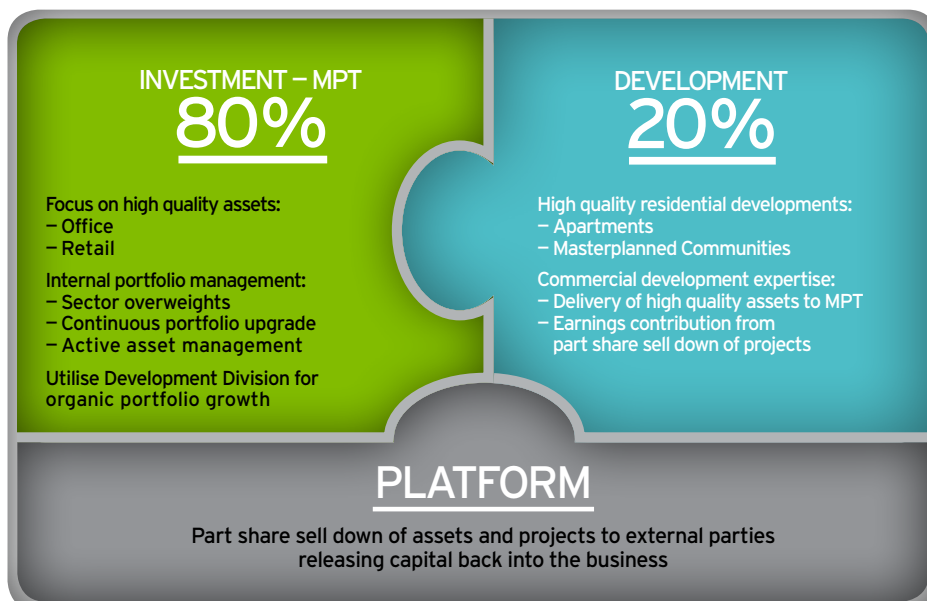 INVESTMENT – MPT
80%
Focus on high quality assets:
– Office
– Retail
Internal portfolio management:
– Sector overweights
– Continuous portfolio upgrade
– Active asset management
Utilise Development Division for
organic portfolio growth
DEVELOPMENT
20%
High quality residential developments:
– Apartments
– Masterplanned Communities
Commercial development expertise:
– Delivery of high quality assets to MPT
– Earnings contribution from
part share sell down of projects
PLATFORM
Part share sell down of assets and projects to external parties
releasing capital back into the business